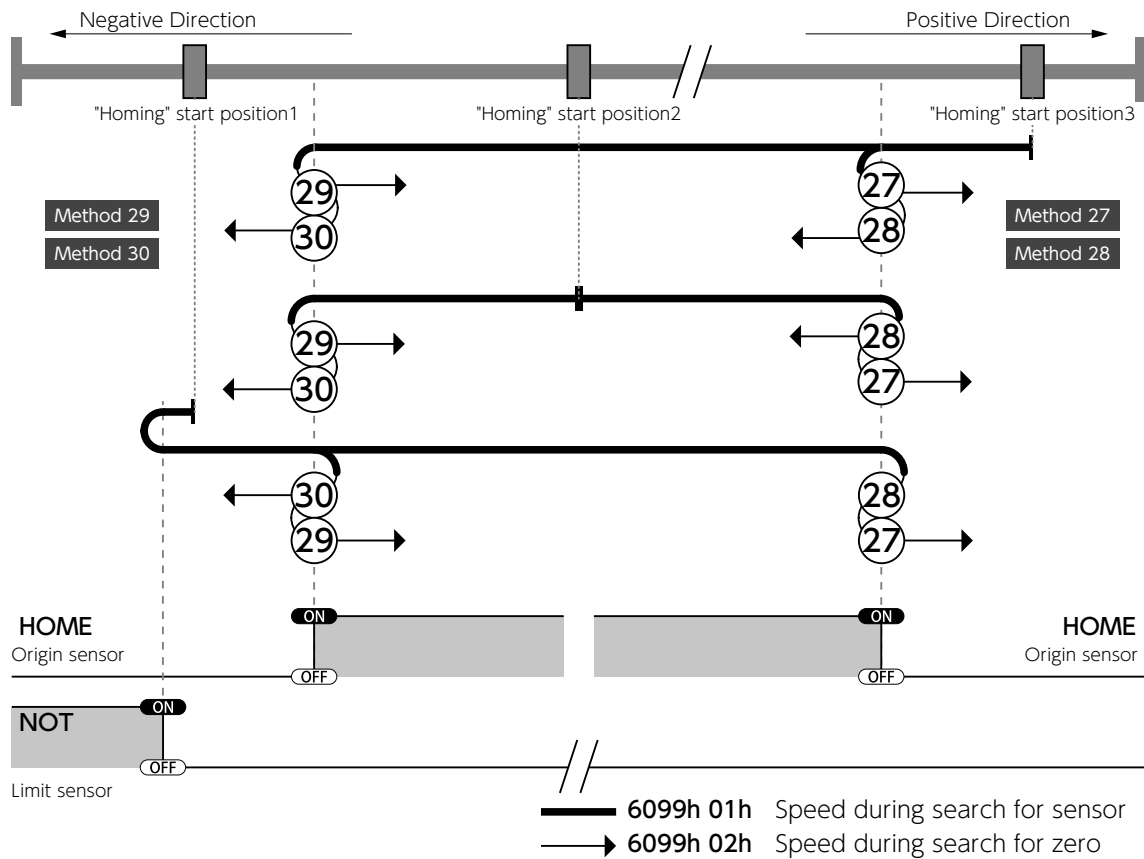 Negative Direction
Positive Direction
"Homing" start position1
"Homing" start position2
"Homing" start position3
29
30
27
28
Method 29
Method 30
Method 27
Method 28
29
30
28
27
30
29
28
27
HOME
Origin sensor
ON
OFF
ON
OFF
HOME
Origin sensor
NOT
ON
OFF
Limit sensor
6099h 01h Speed during search for sensor
6099h 02h Speed during search for zero